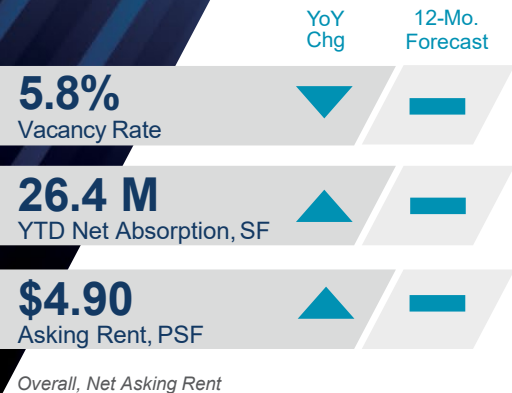 YoY
Chg
12-Mo.
Forecast
5.8%
Vacancy Rate
26.4 M
YTD Net Absorption, SF
$4.90
Asking Rent, PSF
Overall, Net Asking Rent